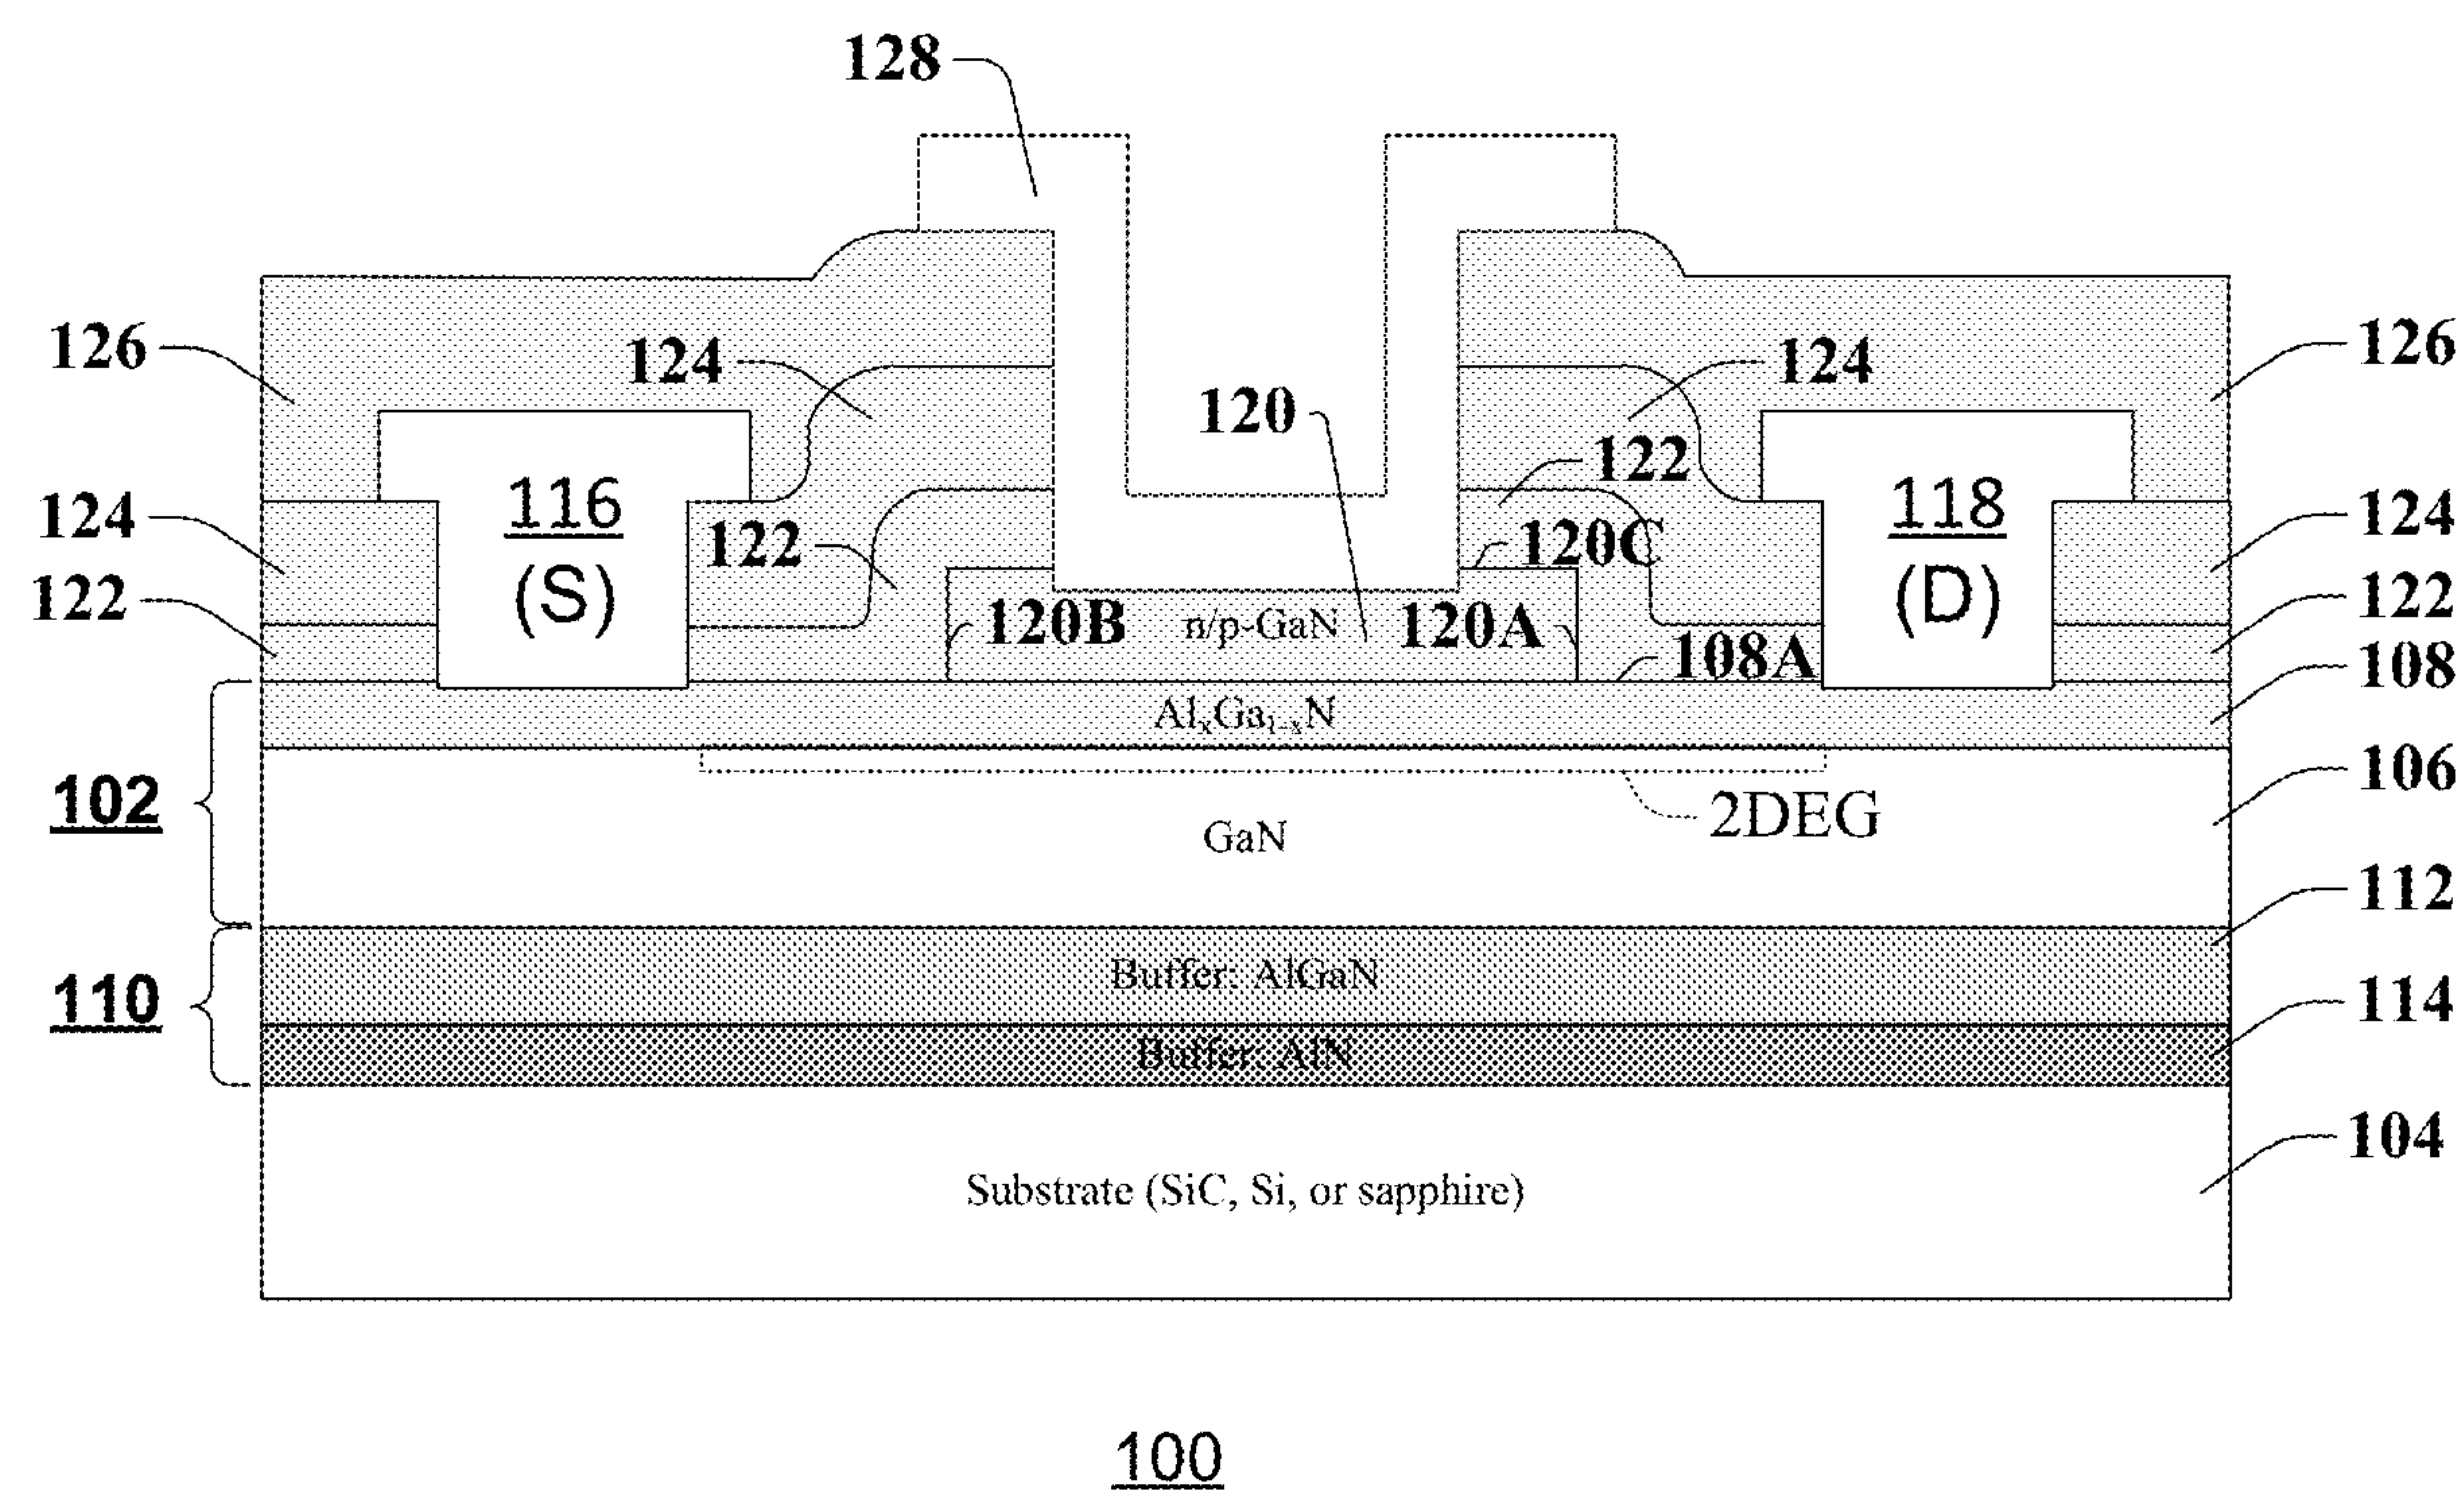 128
126
124
120
124
126
122
116
(S)
118
(D)
124
122
122
120C
124
122
120B
n/p-GaN
120A
108A
108
AlₓGa₁₋ₓN
106
102
2DEG
GaN
112
Buffer: AlGaN
110
114
Buffer: AlN
104
Substrate (SiC, Si, or sapphire)
100